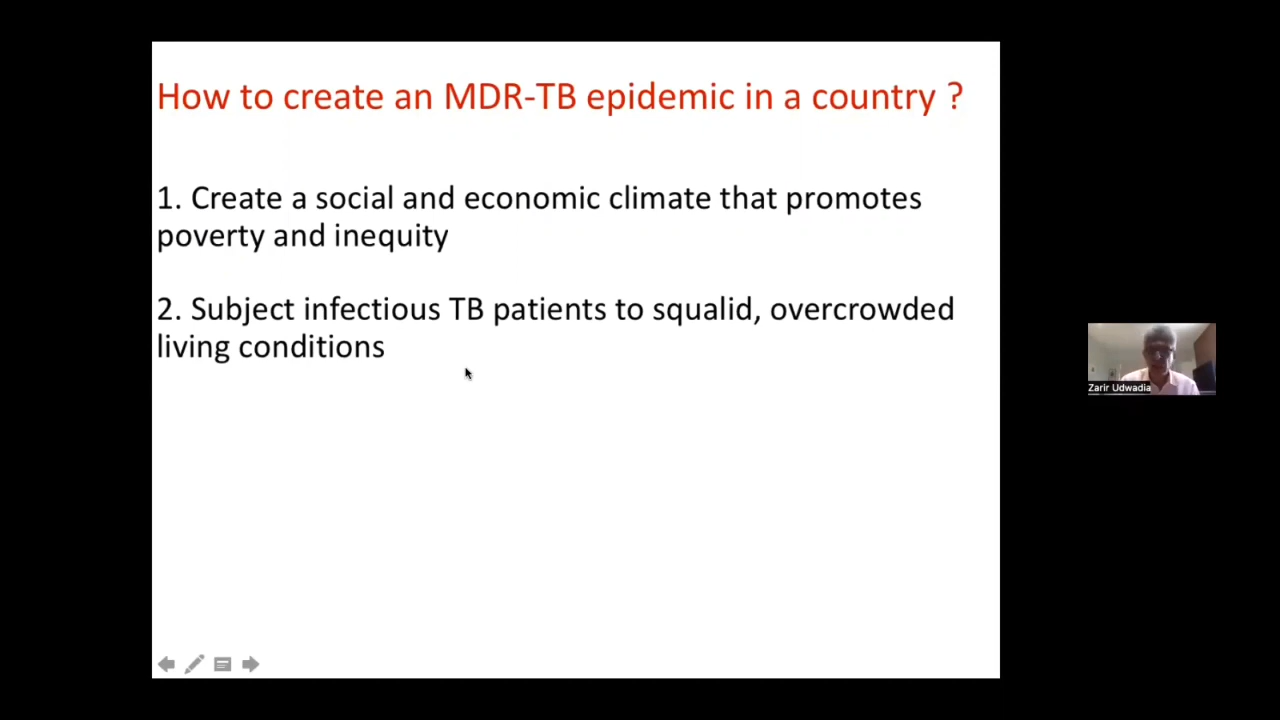 How to create an MDR-TB epidemic in a country ?
1. Create a social and economic climate that promotes
poverty and inequity
2. Subject infectious TB patients to squalid, overcrowded
living conditions
Zarir Udwadia